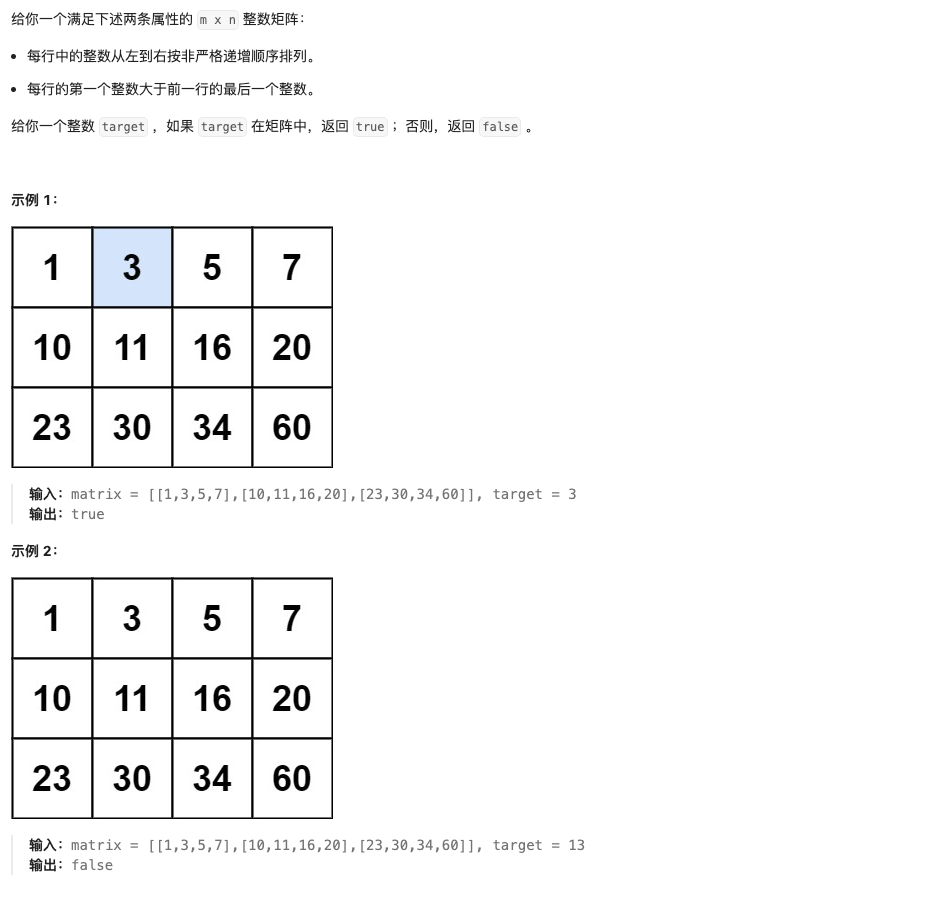 给你一个满足下述两条属性的 m x n 整数矩阵：
每行中的整数从左到右按非严格递增顺序排列。
每行的第一个整数大于前一行的最后一个整数。
给你一个整数 target ，如果 target 在矩阵中，返回 true ；否则，返回 false 。
示例 1：
1 3 5 7
10 11 16 20
23 30 34 60
输入：matrix = [[1,3,5,7],[10,11,16,20],[23,30,34,60]], target = 3
输出：true
示例 2：
1 3 5 7
10 11 16 20
23 30 34 60
输入：matrix = [[1,3,5,7],[10,11,16,20],[23,30,34,60]], target = 13
输出：false